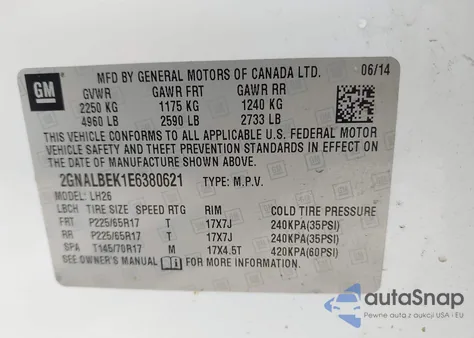 GM MFD BY GENERAL MOTORS OF CANADA LTD. 06/14
GVWR GAWR FRT GAWR RR
2250 KG 1175 KG 1240 KG
4960 LB 2590 LB 2733 LB
THIS VEHICLE CONFORMS TO ALL APPLICABLE U.S. FEDERAL MOTOR
VEHICLE SAFETY AND THEFT PREVENTION STANDARDS IN EFFECT ON
THE DATE OF MANUFACTURE SHOWN ABOVE.
2GNALBEK1E6380621 TYPE: M.P.V.
MODEL: LH26
LBCH TIRE SIZE SPEED RTG RIM COLD TIRE PRESSURE
FRT P225/65R17 T 17X7J 240KPA(35PSI)
RR P225/65R17 T 17X7J 240KPA(35PSI)
SPA T145/70R17 M 17X4.5T 420KPA(60PSI)
SEE OWNER'S MANUAL FOR MORE INFORMATION.
autoSnap
Pewne auta z aukcji USA i EU